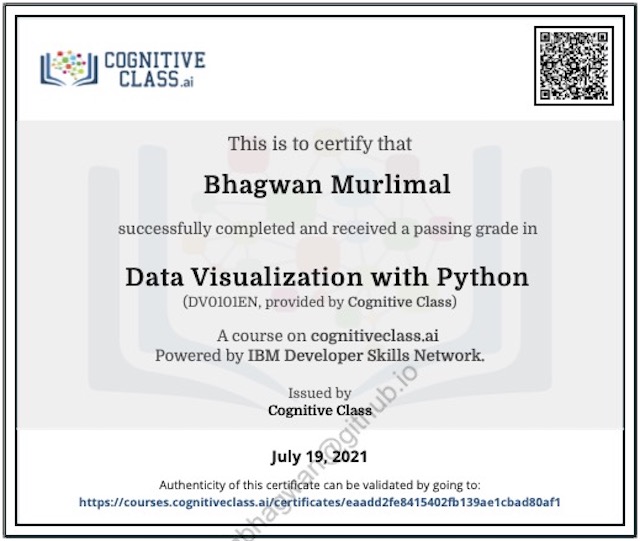 COGNITIVE
CLASS.ai
This is to certify that
Bhagwan Murlimal
successfully completed and received a passing grade in
Data Visualization with Python
(DV0101EN, provided by Cognitive Class)
A course on cognitiveclass.ai
Powered by IBM Developer Skills Network.
Issued by
Cognitive Class
July 19, 2021
Authenticity of this certificate can be validated by going to:
https://courses.cognitiveclass.ai/certificates/eaadd2fe8415402fb139ae1cbad80af1
bhagwan@github.io